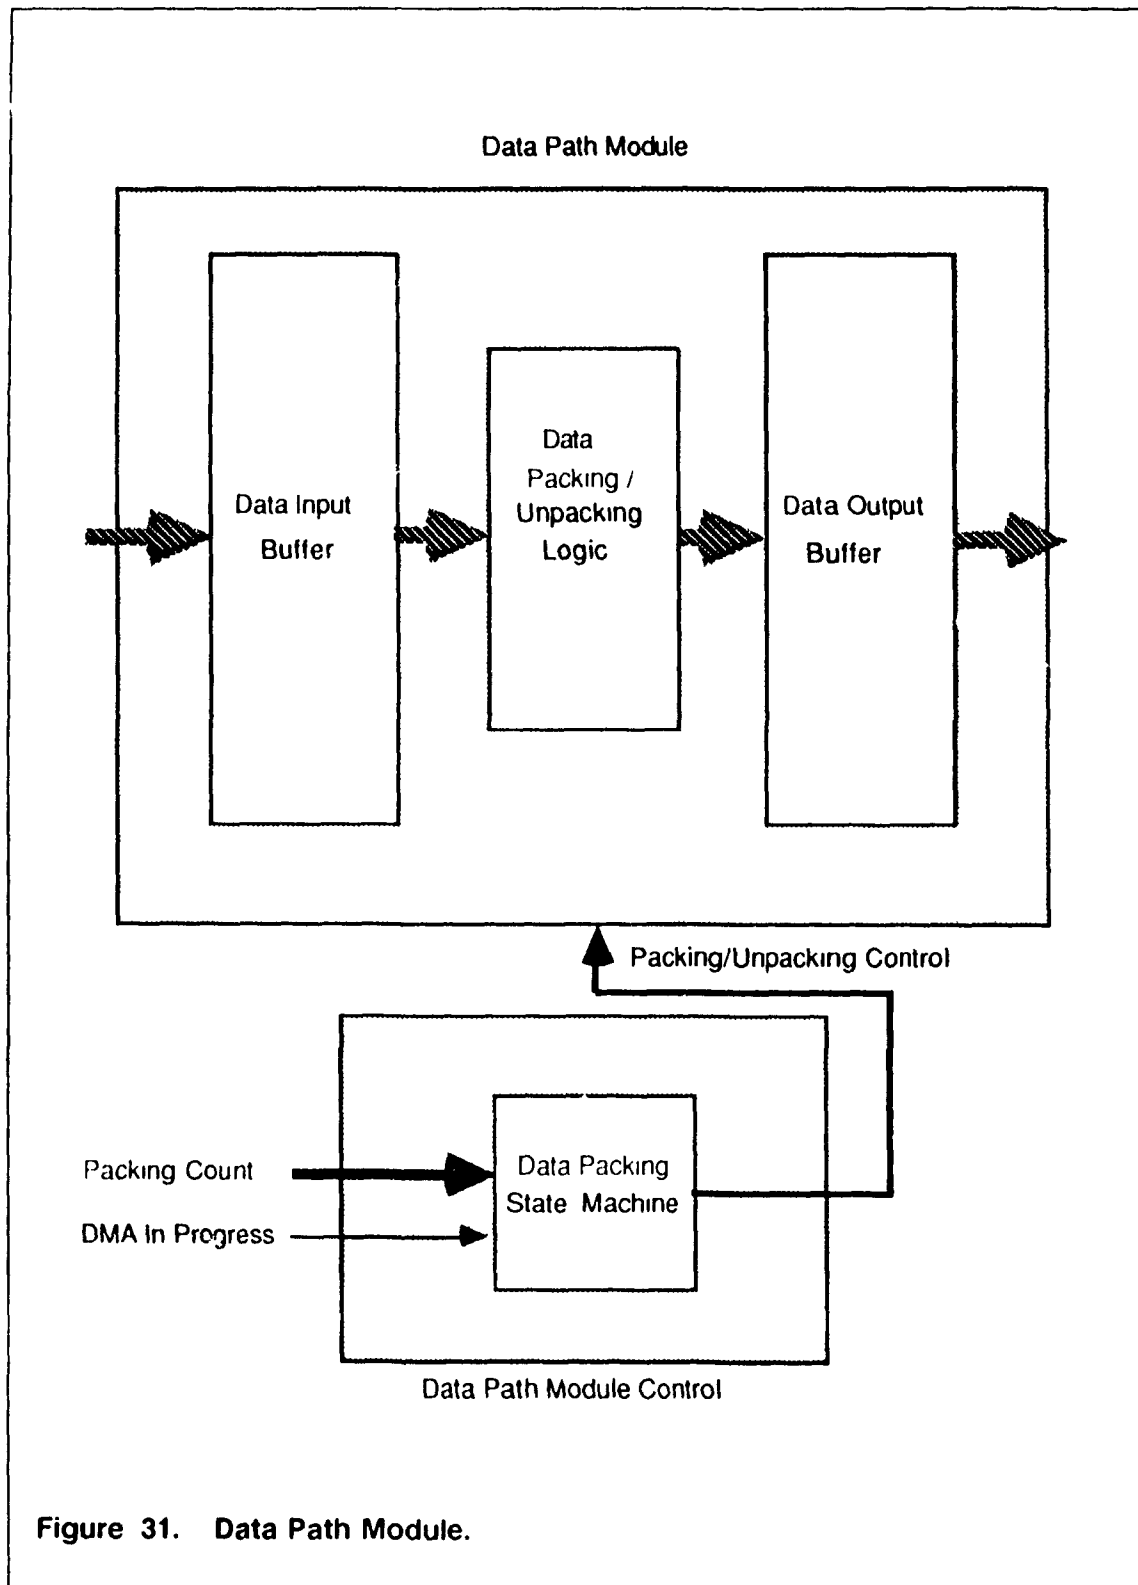 Data Path Module
Data Input
Buffer
Data
Packing /
Unpacking
Logic
Data Output
Buffer
Packing/Unpacking Control
Packing Count
DMA In Progress
Data Packing
State Machine
Data Path Module Control
Figure 31. Data Path Module.